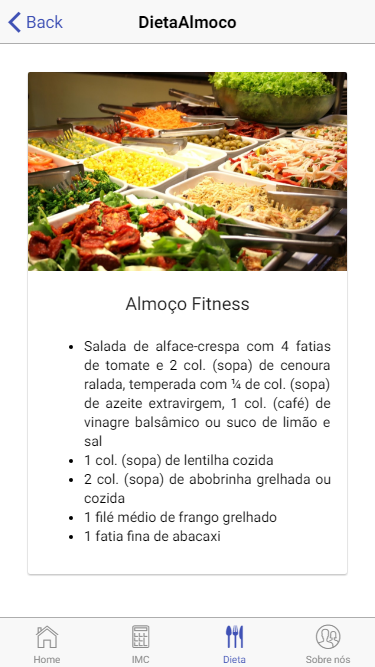 Back
DietaAlmoco
Almoço Fitness
• Salada de alface-crespa com 4 fatias
de tomate e 2 col. (sopa) de cenoura
ralada, temperada com ¼ de col. (sopa)
de azeite extravirgem, 1 col. (café) de
vinagre balsâmico ou suco de limão e
sal
• 1 col. (sopa) de lentilha cozida
• 2 col. (sopa) de abobrinha grelhada ou
cozida
• 1 filé médio de frango grelhado
• 1 fatia fina de abacaxi
Home
IMC
Dieta
Sobre nós